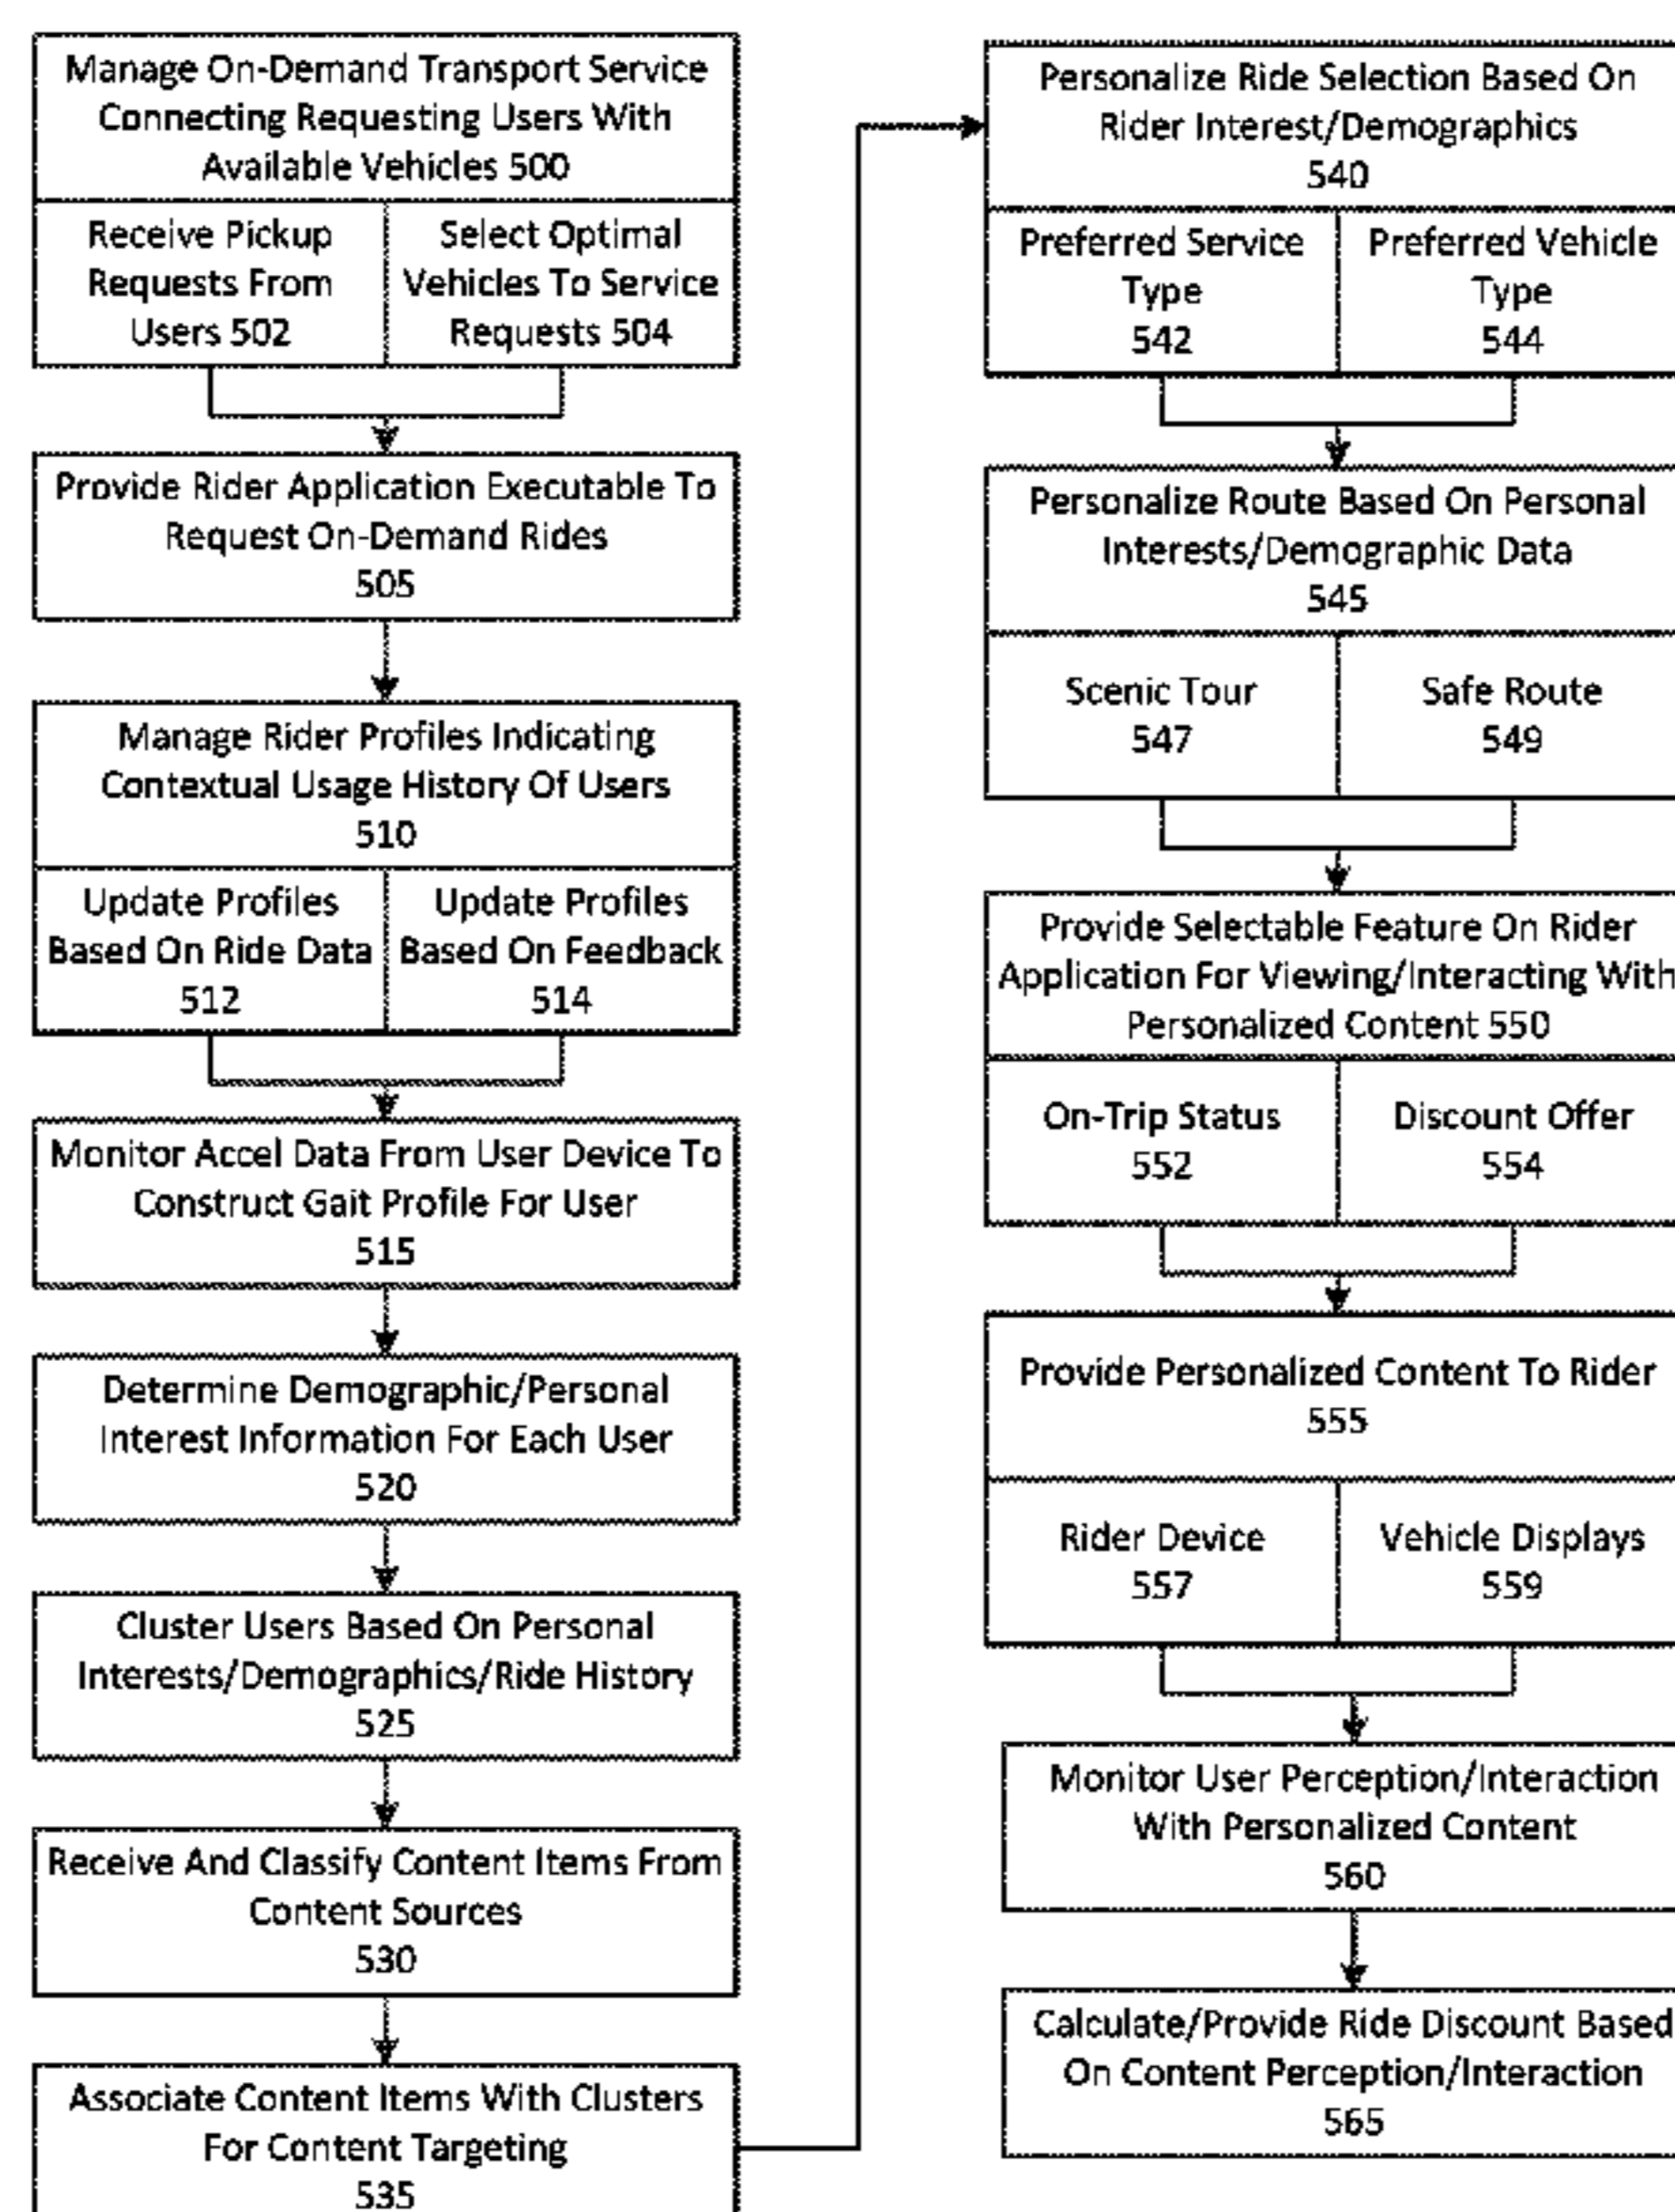 Manage On-Demand Transport Service
Connecting Requesting Users With
Available Vehicles 500
Receive Pickup
Requests From
Users 502
Select Optimal
Vehicles To Service
Requests 504
Provide Rider Application Executable To
Request On-Demand Rides
505
Manage Rider Profiles Indicating
Contextual Usage History Of Users
510
Update Profiles
Based On Ride Data
512
Update Profiles
Based On Feedback
514
Monitor Accel Data From User Device To
Construct Gait Profile For User
515
Determine Demographic/Personal
Interest Information For Each User
520
Cluster Users Based On Personal
Interests/Demographics/Ride History
525
Receive And Classify Content Items From
Content Sources
530
Associate Content Items With Clusters
For Content Targeting
535
Personalize Ride Selection Based On
Rider Interest/Demographics
540
Preferred Service
Type
542
Preferred Vehicle
Type
544
Personalize Route Based On Personal
Interests/Demographic Data
545
Scenic Tour
547
Safe Route
549
Provide Selectable Feature On Rider
Application For Viewing/Interacting With
Personalized Content 550
On-Trip Status
552
Discount Offer
554
Provide Personalized Content To Rider
555
Rider Device
557
Vehicle Displays
559
Monitor User Perception/Interaction
With Personalized Content
560
Calculate/Provide Ride Discount Based
On Content Perception/Interaction
565